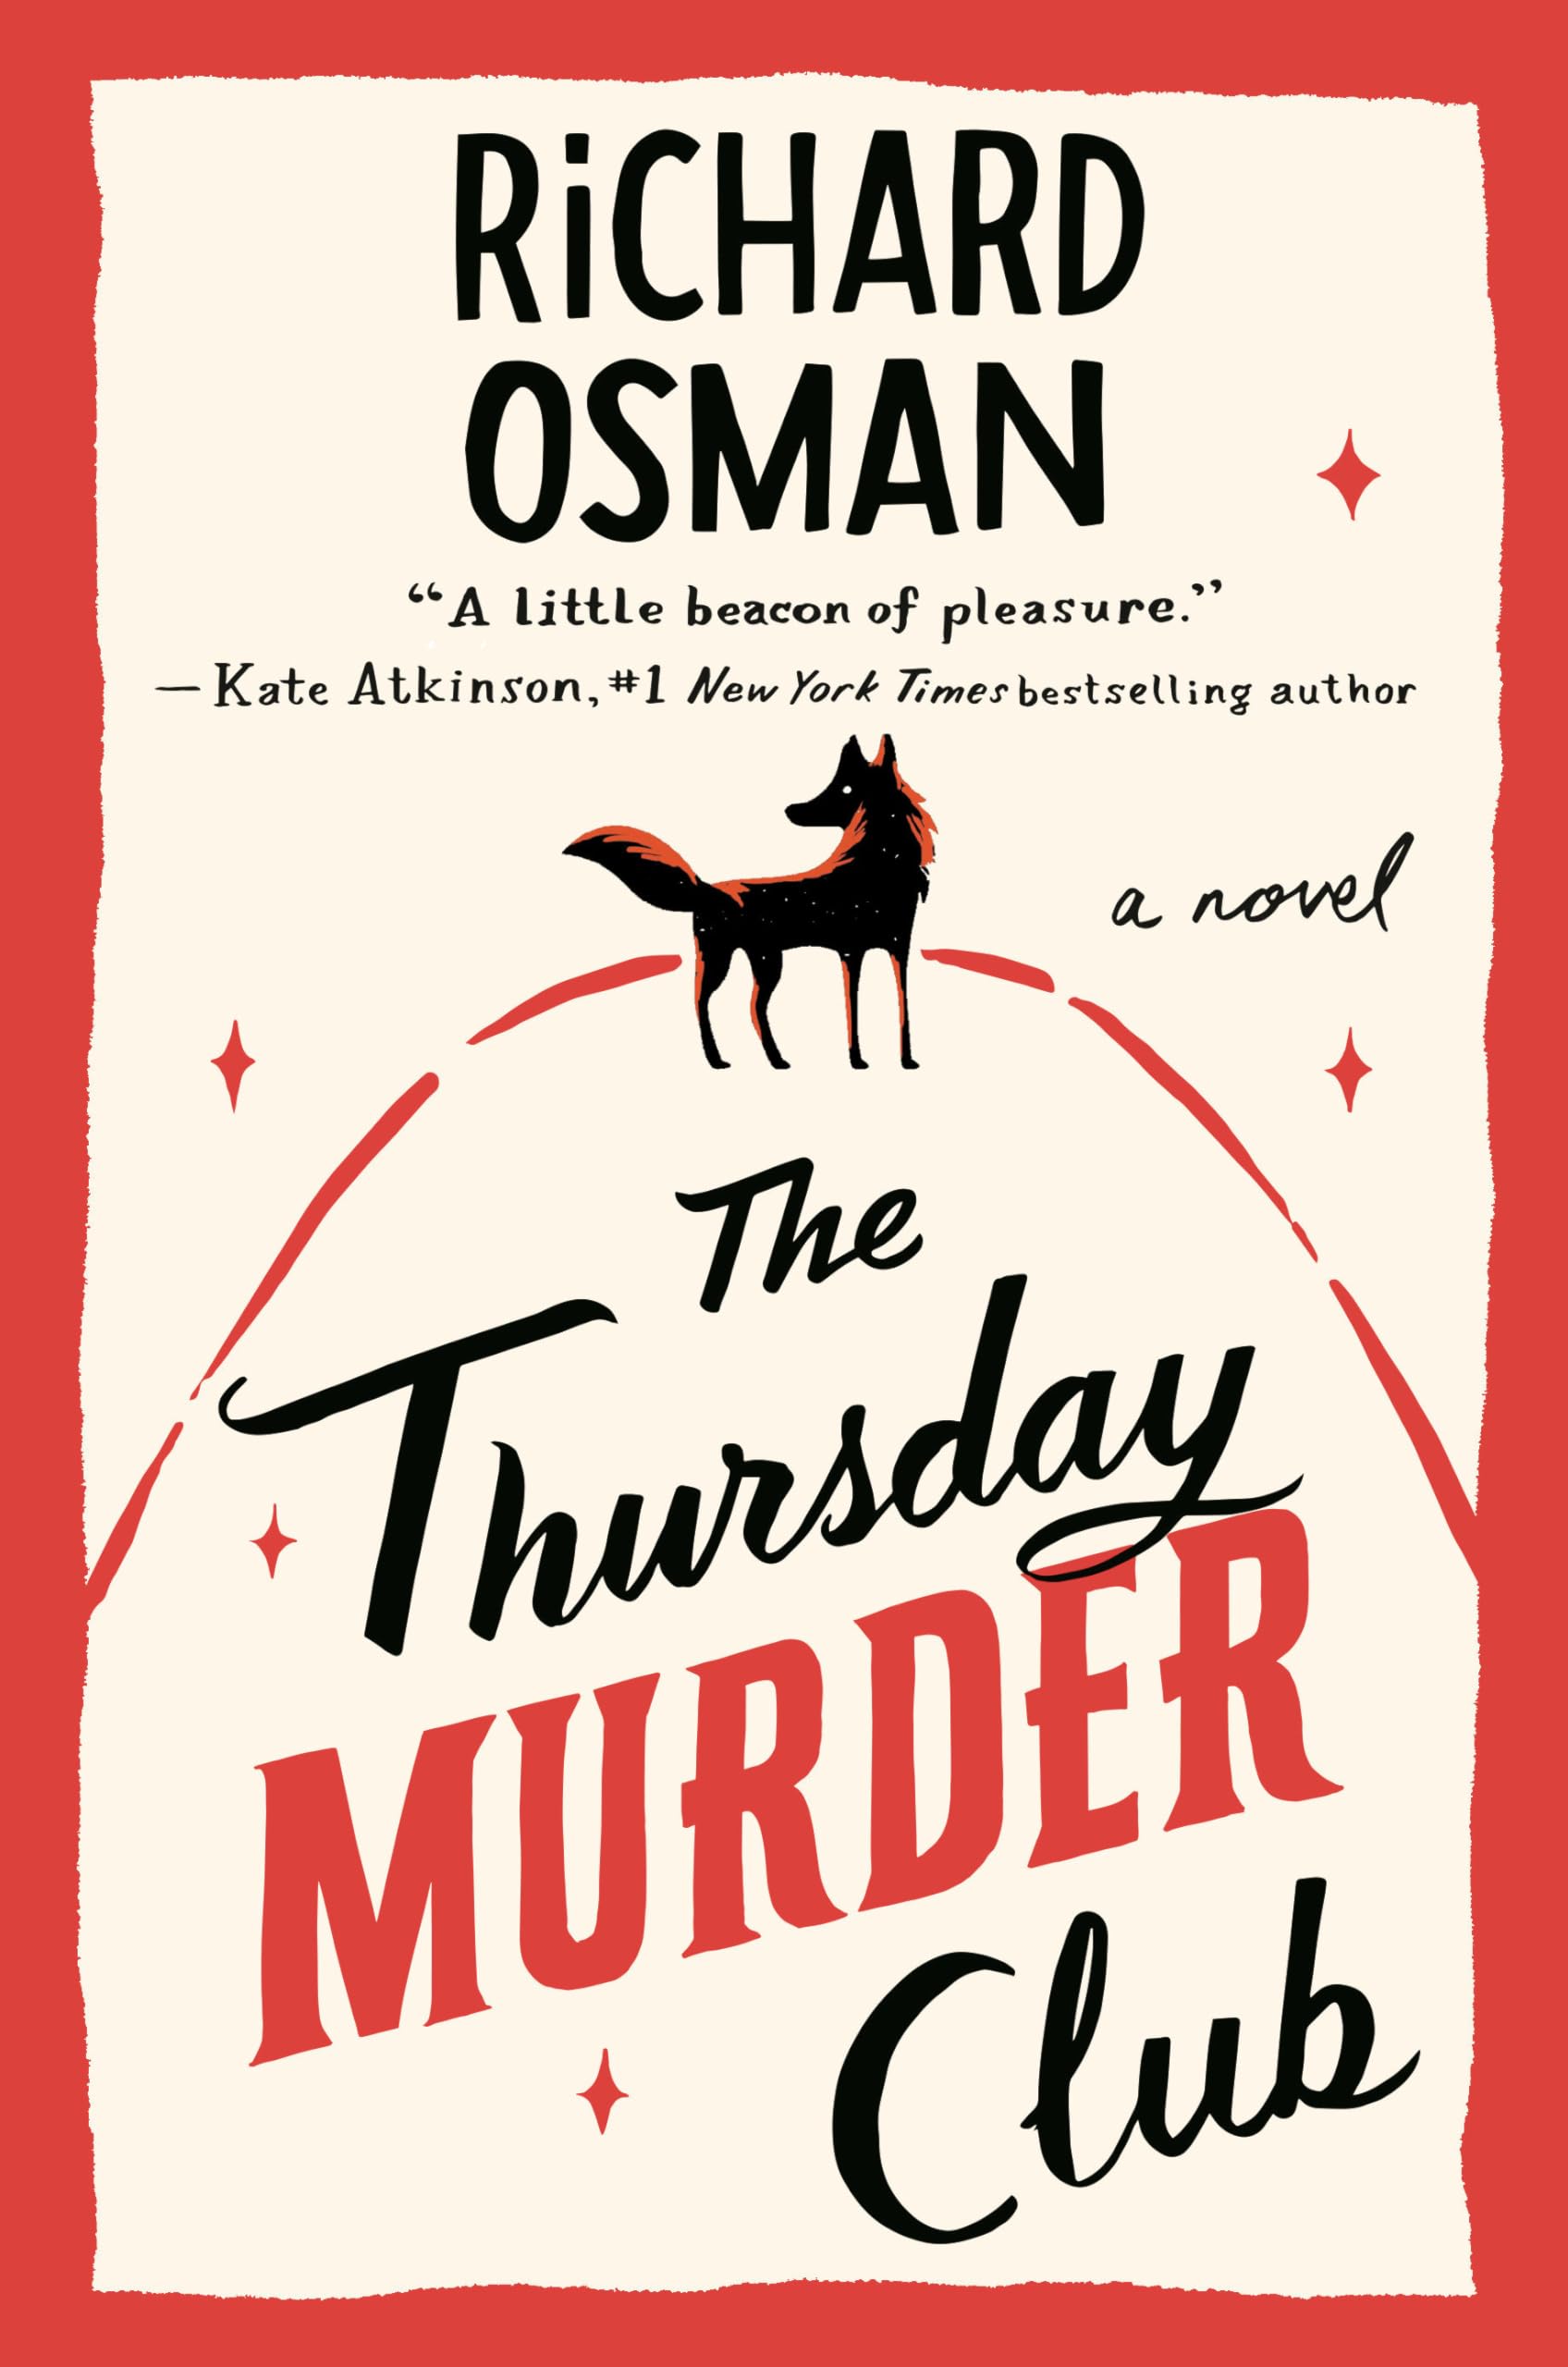 RiCHARD
OSMAN
“A little beacon of pleasure.”
—Kate Atkinson, #1 New York Times bestselling author
a novel
The
Thursday
MURDER
Club